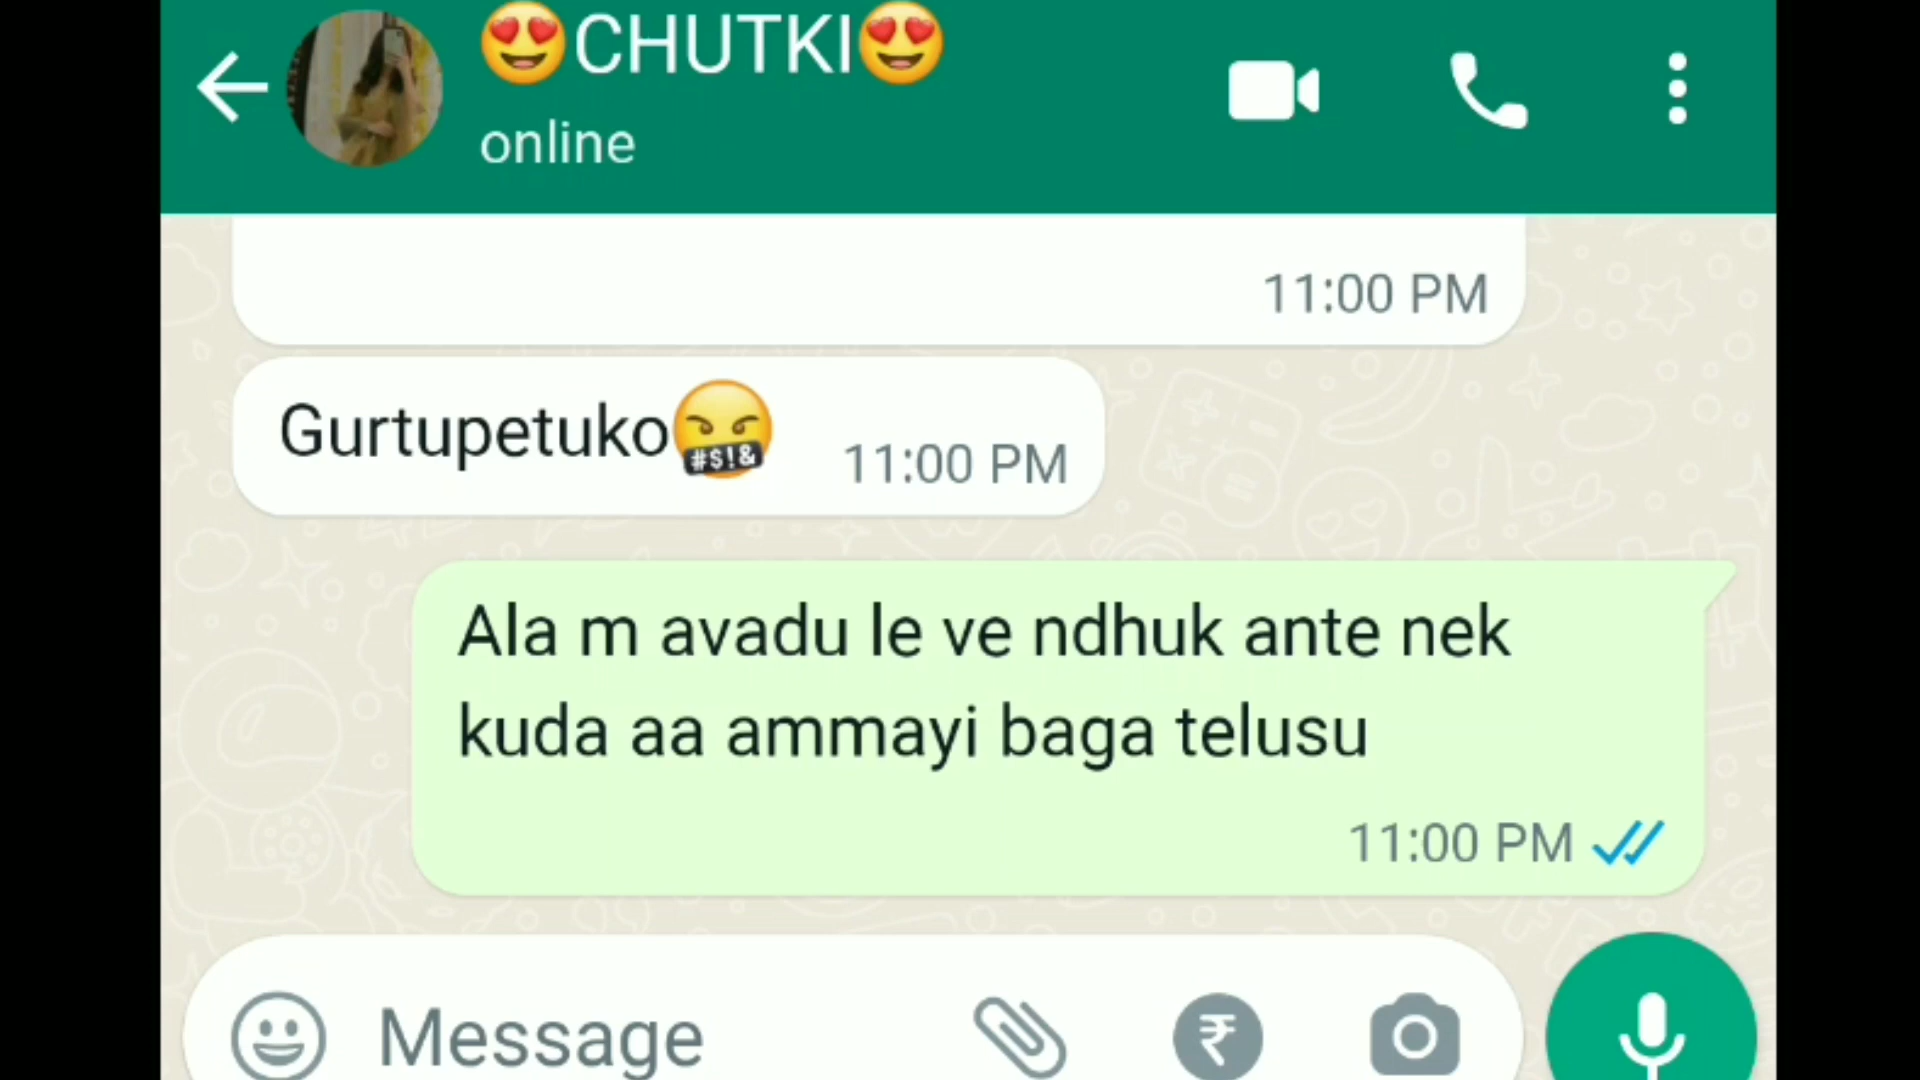 😍CHUTKI😍
online
11:00 PM
Gurtupetuko🤬 11:00 PM
Ala m avadu le ve ndhuk ante nek
kuda aa ammayi baga telusu
11:00 PM
Message